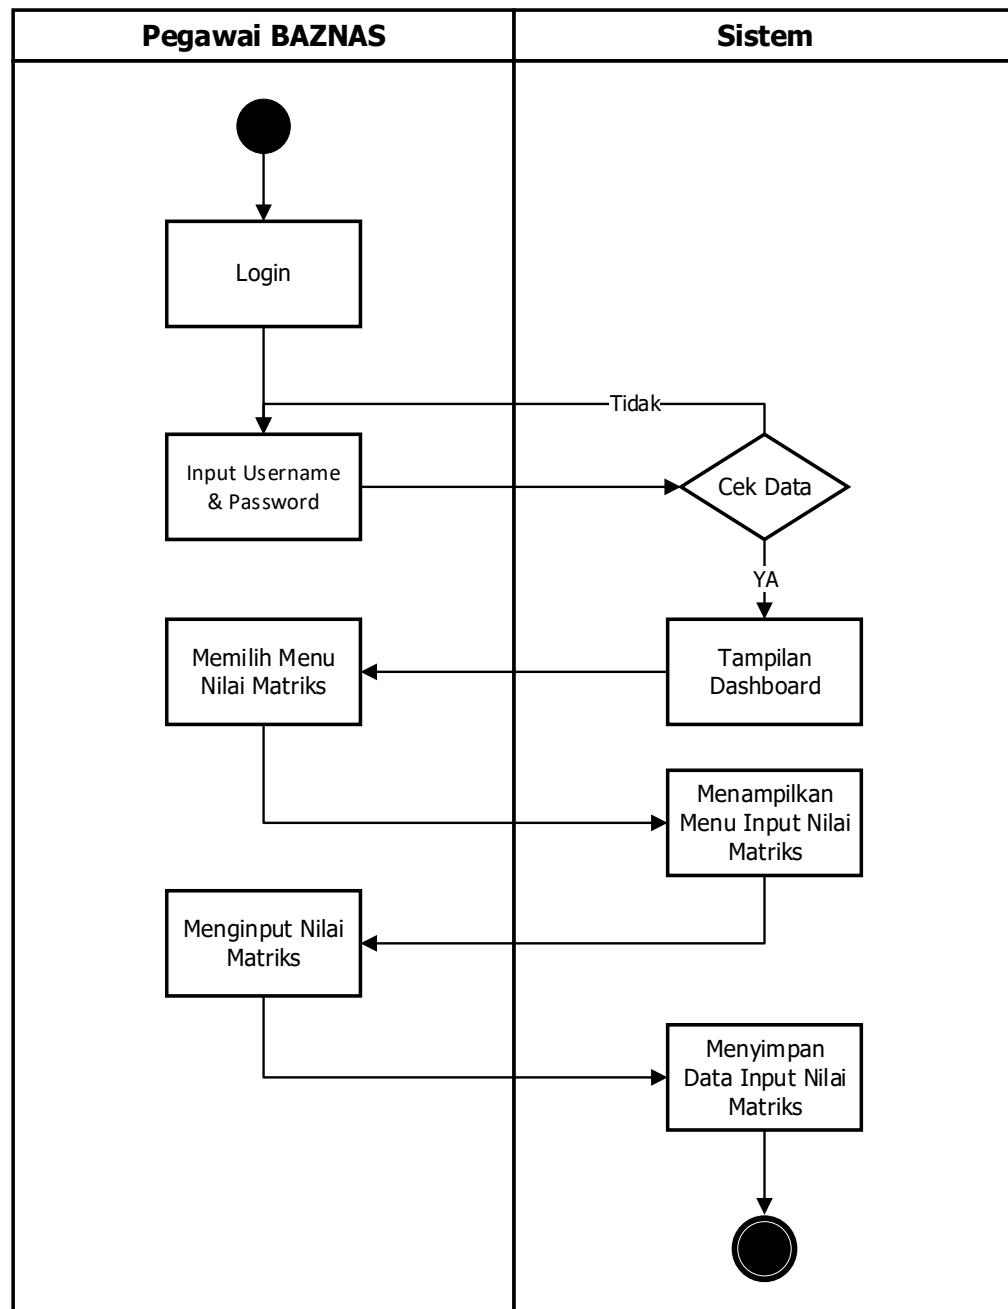 Pegawai BAZNAS
Sistem
Login
Tidak
Input Username
& Password
Cek Data
YA
Memilih Menu
Nilai Matriks
Tampilan
Dashboard
Menampilkan
Menu Input Nilai
Matriks
Menginput Nilai
Matriks
Menyimpan
Data Input Nilai
Matriks